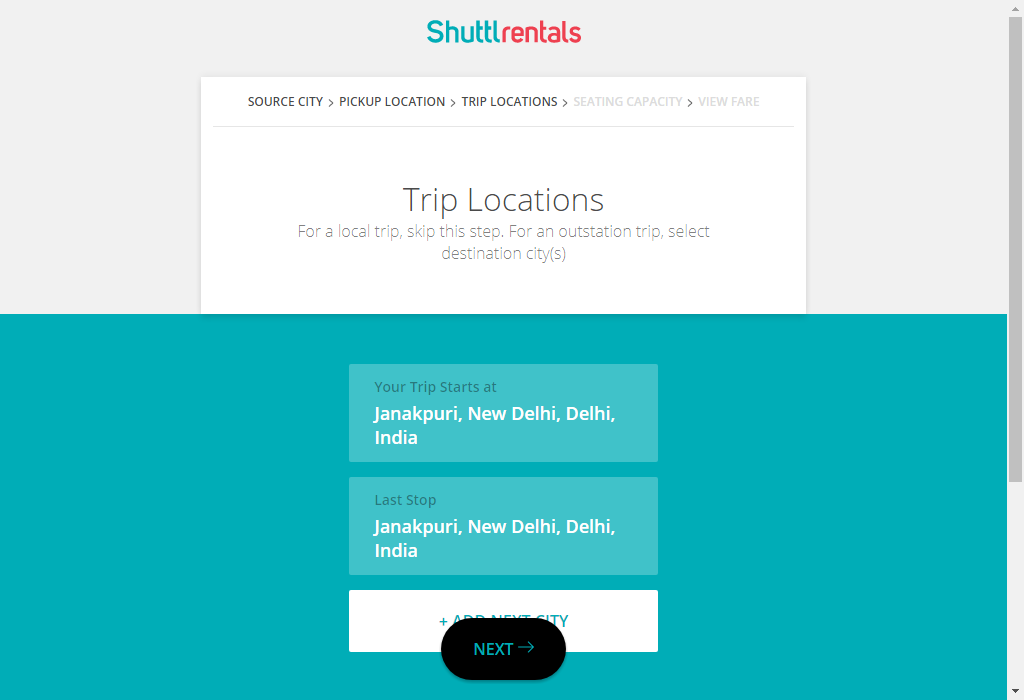 Shuttlrentals
SOURCE CITY > PICKUP LOCATION > TRIP LOCATIONS > SEATING CAPACITY > VIEW FARE
Trip Locations
For a local trip, skip this step. For an outstation trip, select
destination city(s)
Your Trip Starts at
Janakpuri, New Delhi, Delhi,
India
Last Stop
Janakpuri, New Delhi, Delhi,
India
+ ADD NEXT CITY
NEXT →